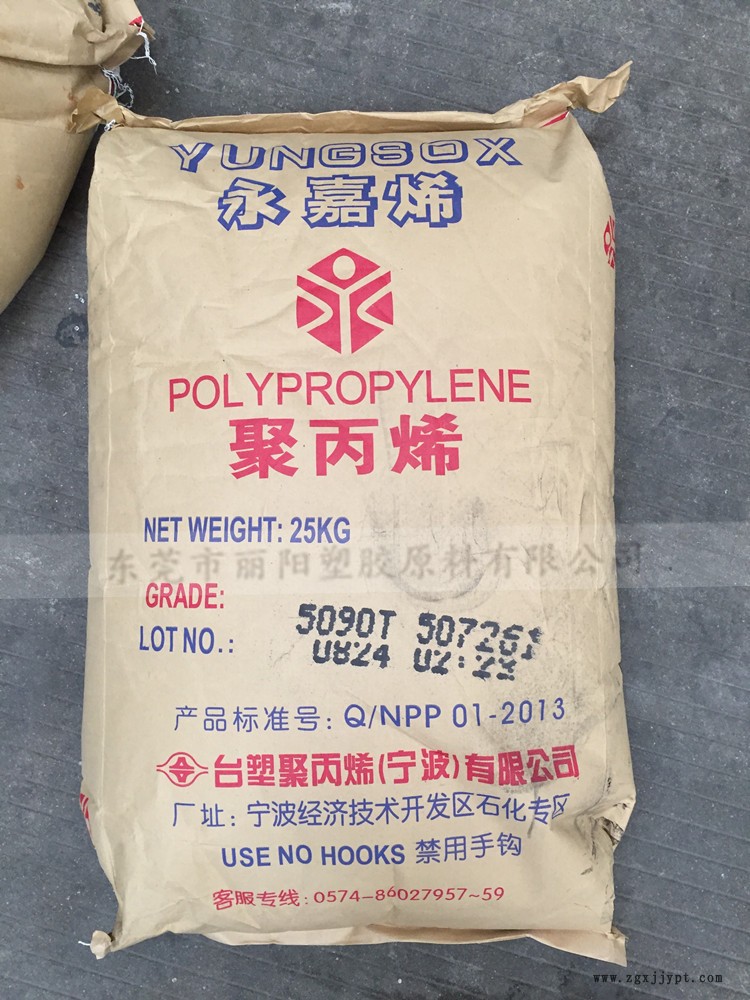 YUNGSOX
永嘉烯
POLYPROPYLENE
聚丙烯
NET WEIGHT: 25KG
东莞市丽阳塑胶原料有限公司
GRADE:
5090T 507261
LOT NO.:
0824 02:23
产品标准号: Q/NPP 01-2013
台塑聚丙烯(宁波)有限公司
厂址: 宁波经济技术开发区石化专区
USE NO HOOKS 禁用手钩
客服专线: 0574-86027957~59
www.zgxjjypt.com